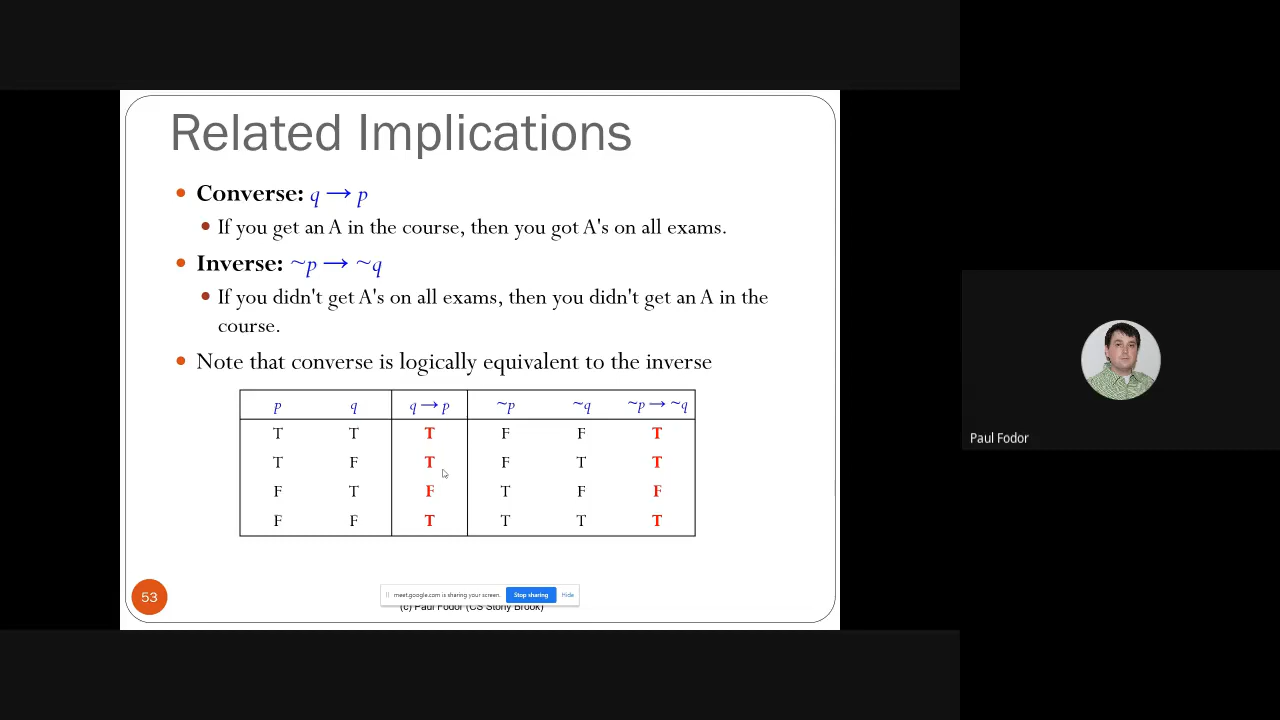 Related Implications
• Converse: q → p
• If you get an A in the course, then you got A's on all exams.
• Inverse: ~p → ~q
• If you didn't get A's on all exams, then you didn't get an A in the
course.
• Note that converse is logically equivalent to the inverse
p q q → p ~p ~q ~p → ~q
T T T F F T
T F T F T T
F T F T F F
F F T T T T
53
meet.google.com is sharing your screen. Stop sharing Hide
(c) Paul Fodor (CS Stony Brook)
Paul Fodor